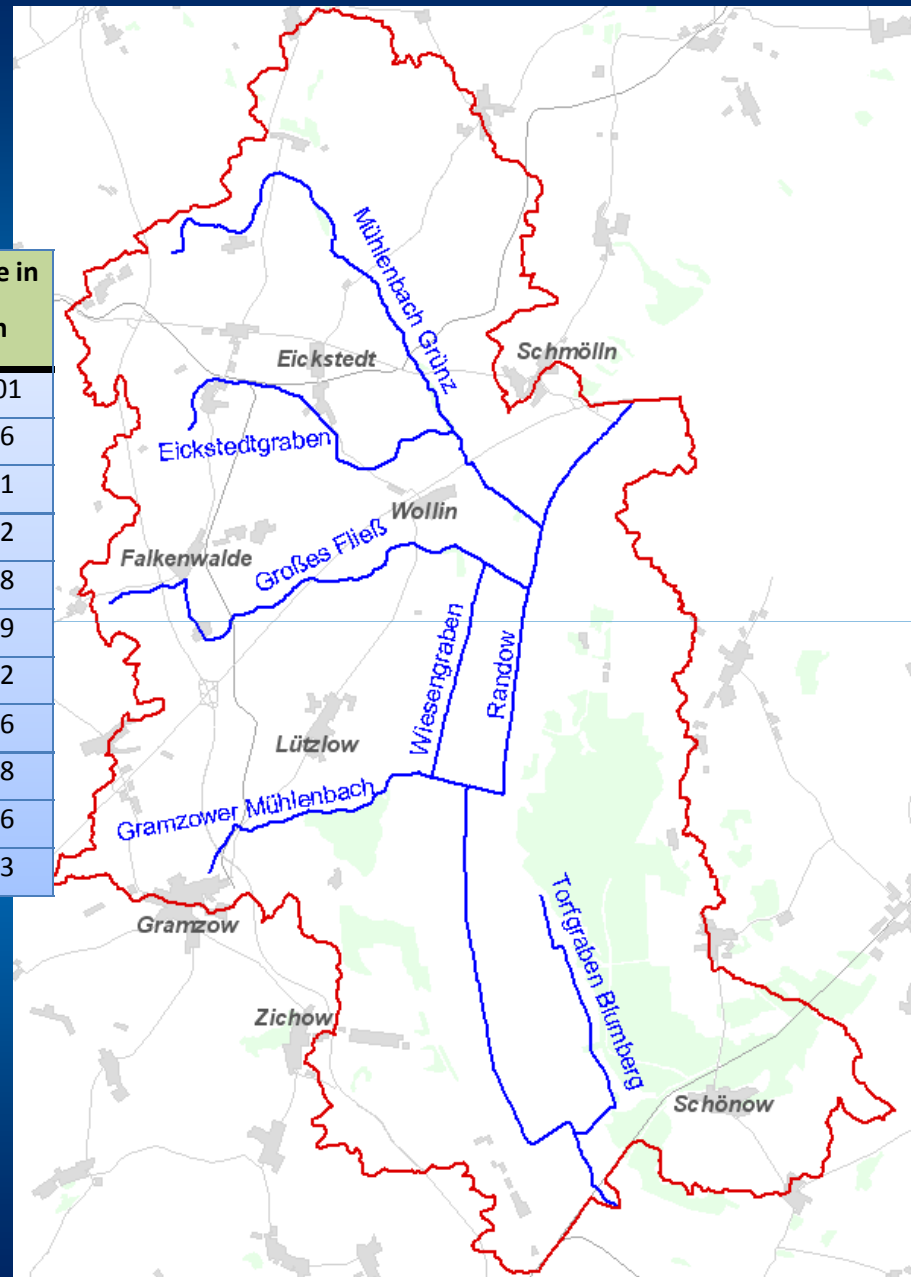 e in
n
01
6
1
2
8
9
2
6
8
6
3
Mühlenbach Grünz
Eickstedt
Schmölln
Eickstedtgraben
Wollin
Großes Fließ
Falkenwalde
Wiesengraben
Randow
Lützlow
Gramzower Mühlenbach
Torfgraben Blumberg
Gramzow
Zichow
Schönow